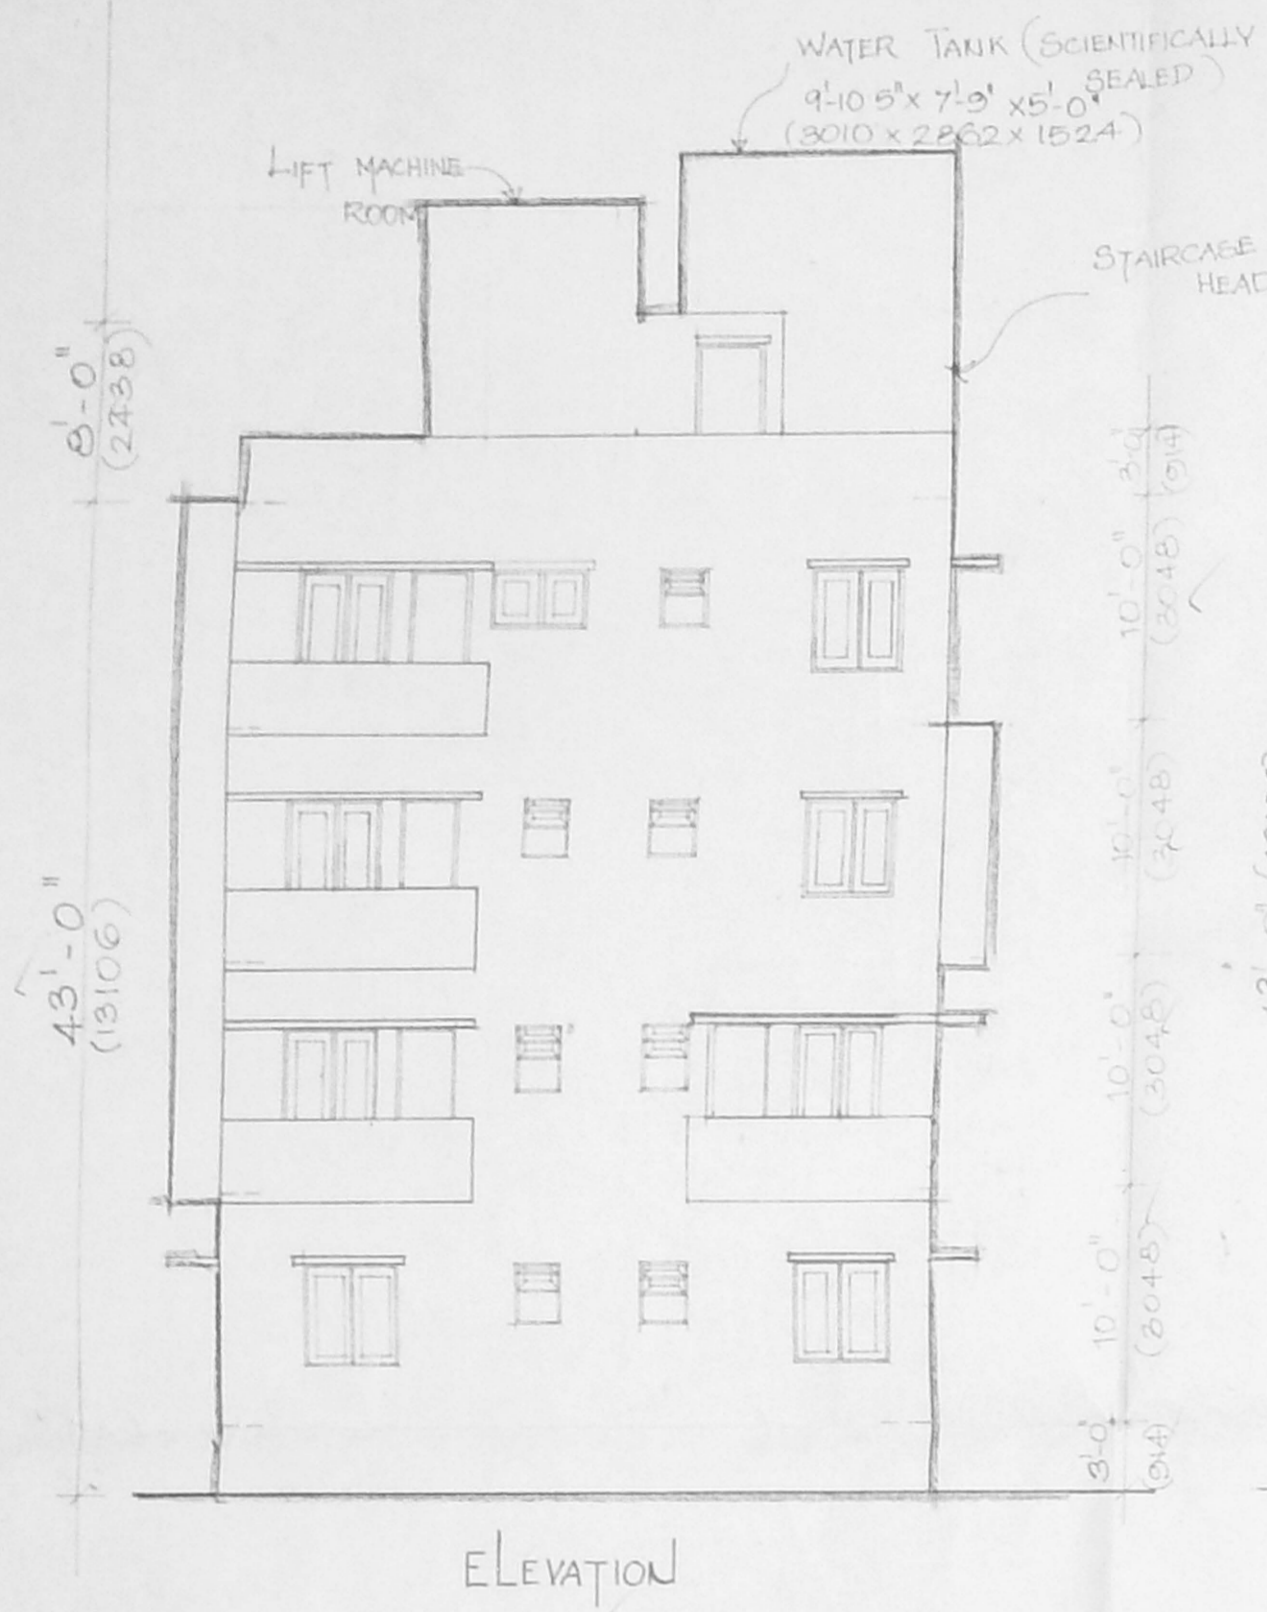 WATER TANK (SCIENTIFICALLY
SEALED)
9'-10 5" x 7'-9" x 5'-0"
(3010 x 2862 x 1524)
LIFT MACHINE
ROOM
STAIRCASE
HEAD
8'-0"
(2438)
43'-0"
(13106)
3'-0"
(914)
10'-0"
(3048)
10'-0"
(3048)
10'-0"
(3048)
10'-0"
(3048)
3'-0"
(914)
ELEVATION